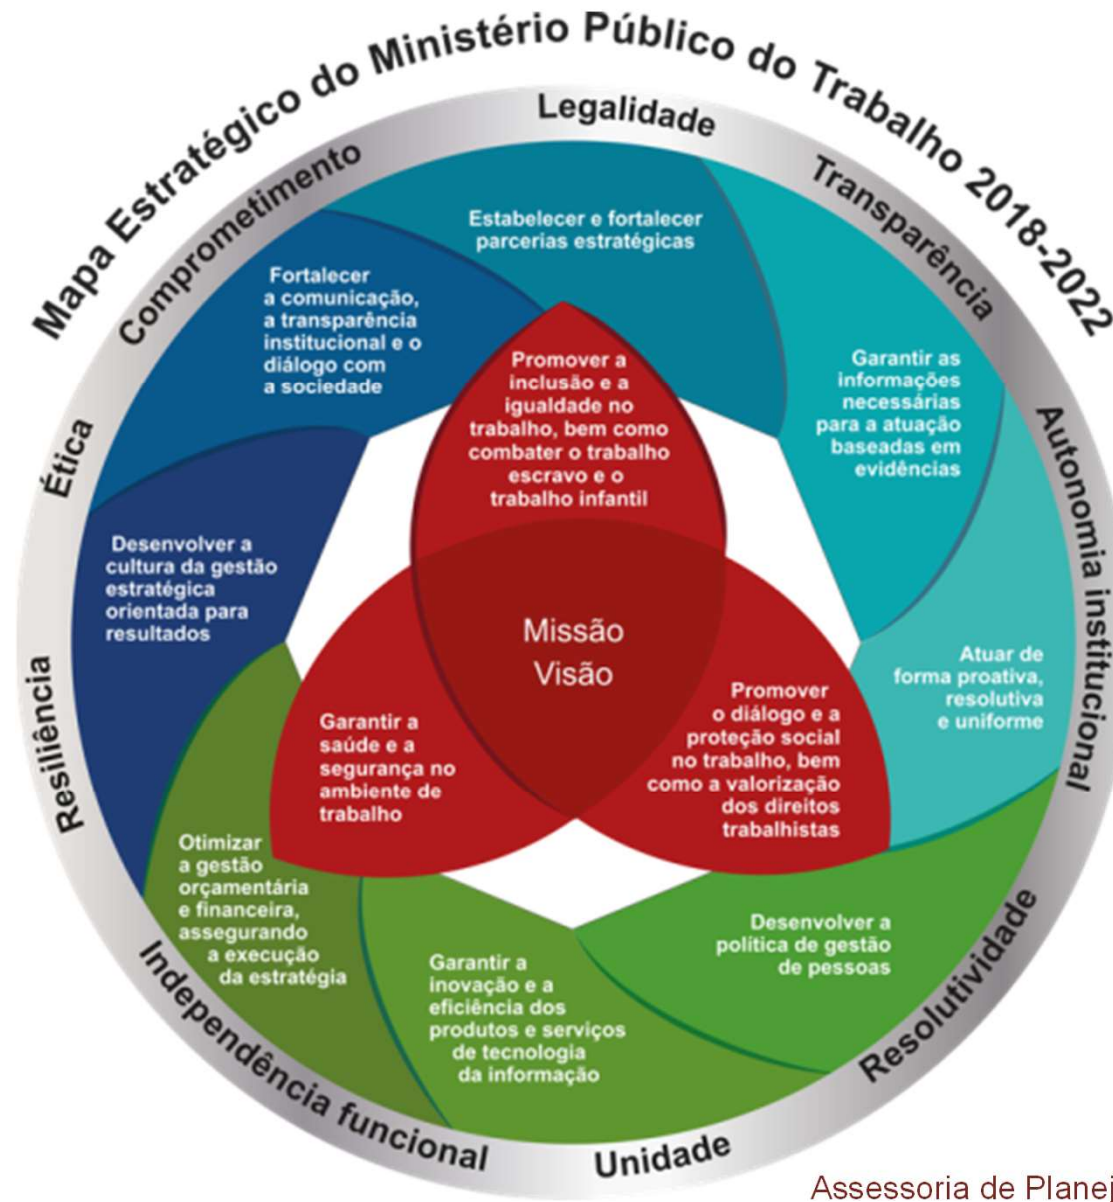 Mapa Estratégico do Ministério Público do Trabalho 2018-2022
Legalidade
Transparência
Autonomia institucional
Resolutividade
Unidade
Independência funcional
Resiliência
Ética
Comprometimento
Estabelecer e fortalecer
parcerias estratégicas
Garantir as
informações
necessárias
para a atuação
baseadas em
evidências
Atuar de
forma proativa,
resolutiva
e uniforme
Desenvolver a
política de gestão
de pessoas
Garantir a
inovação e a
eficiência dos
produtos e serviços
de tecnologia
da informação
Otimizar
a gestão
orçamentária
e financeira,
assegurando
a execução
da estratégia
Desenvolver a
cultura da gestão
estratégica
orientada para
resultados
Fortalecer
a comunicação,
a transparência
institucional e o
diálogo com
a sociedade
Promover a
inclusão e a
igualdade no
trabalho, bem como
combater o trabalho
escravo e o
trabalho infantil
Missão
Visão
Garantir a
saúde e a
segurança no
ambiente de
trabalho
Promover
o diálogo e a
proteção social
no trabalho, bem
como a valorização
dos direitos
trabalhistas
Assessoria de Planei